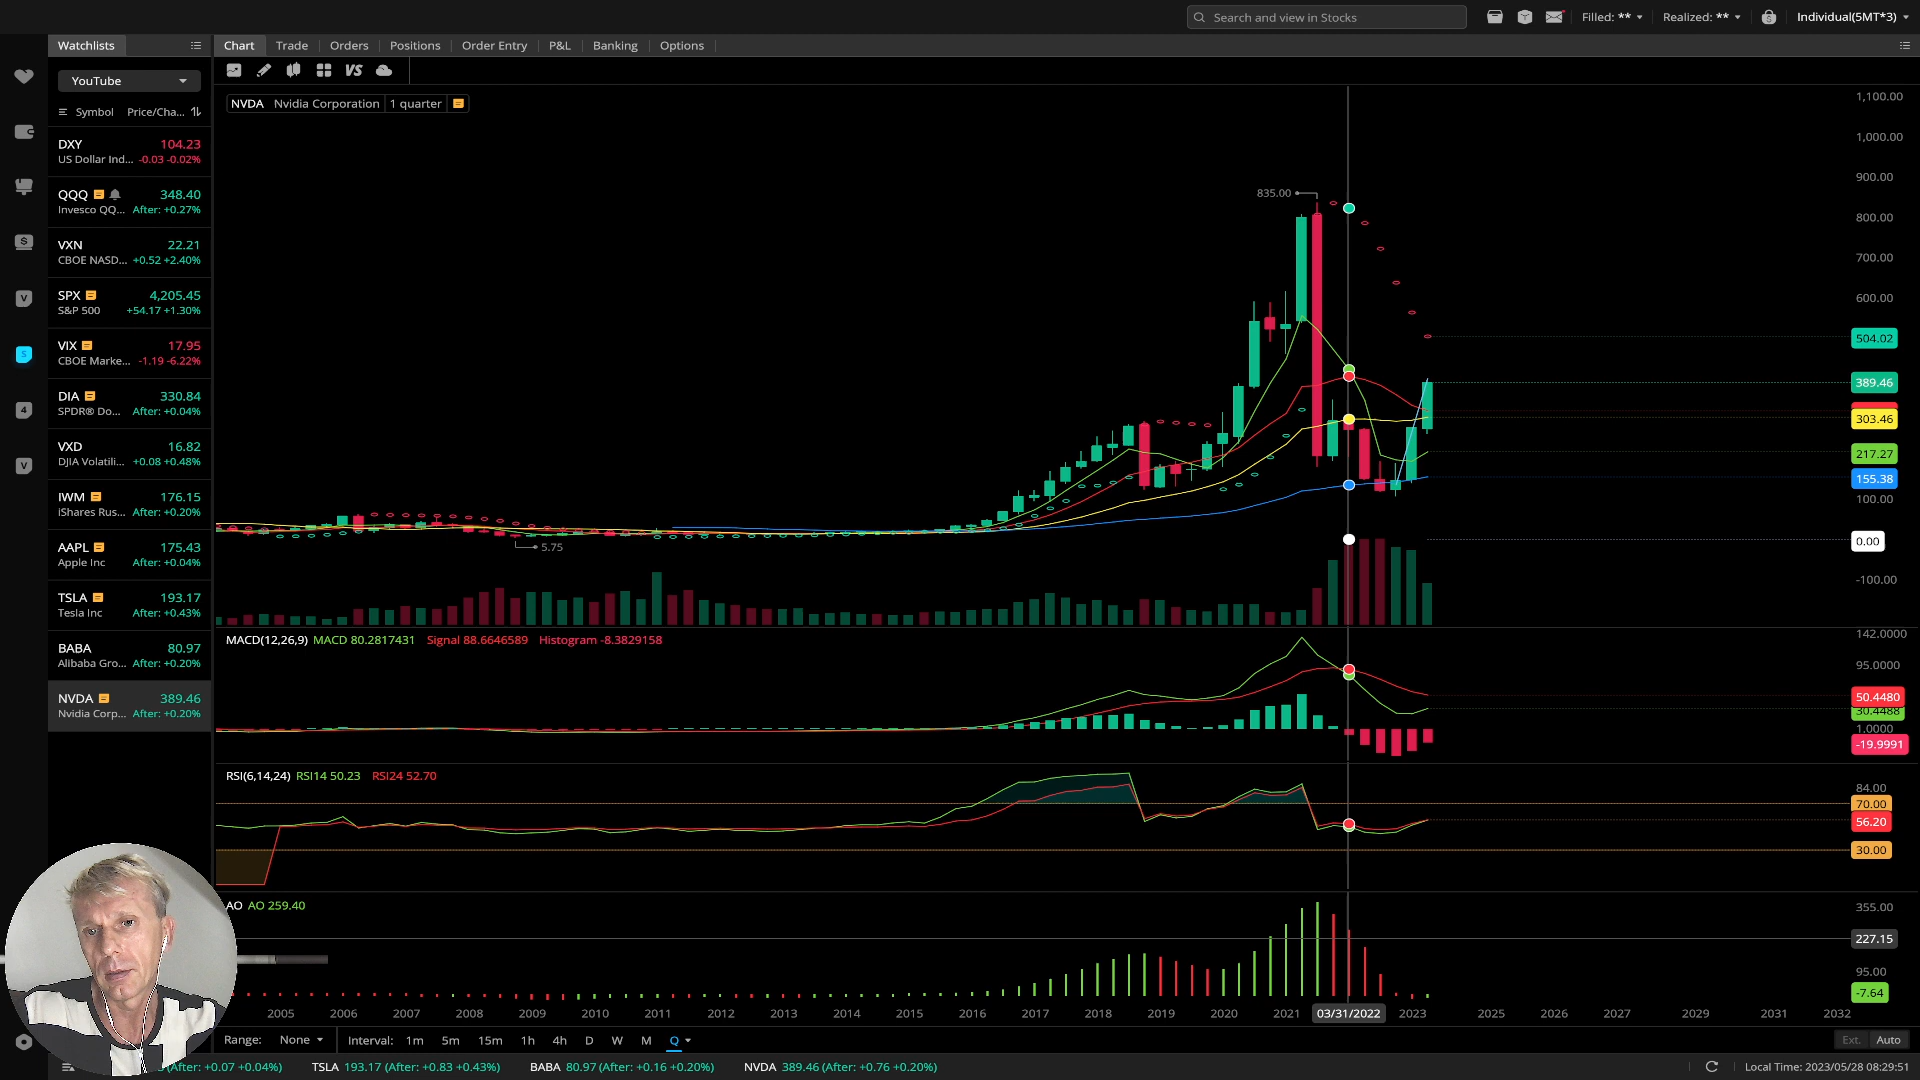 Search and view in Stocks
Filled: **
Realized: **
Individual(5MT*3)
Watchlists
Chart
Trade
Orders
Positions
Order Entry
P&L
Banking
Options
YouTube
VS
Symbol
Price/Cha...
NVDA Nvidia Corporation 1 quarter
DXY 104.23
US Dollar Ind... -0.03 -0.02%
QQQ 348.40
Invesco QQ... After: +0.27%
VXN 22.21
CBOE NASD... +0.52 +2.40%
SPX 4,205.45
S&P 500 +54.17 +1.30%
VIX 17.95
CBOE Marke... -1.19 -6.22%
DIA 330.84
SPDR® Do... After: +0.04%
VXD 16.82
DJIA Volatili... +0.08 +0.48%
IWM 176.15
iShares Rus... After: +0.20%
AAPL 175.43
Apple Inc After: +0.04%
TSLA 193.17
Tesla Inc After: +0.43%
BABA 80.97
Alibaba Gro... After: +0.20%
NVDA 389.46
Nvidia Corp... After: +0.20%
835.00
5.75
1,100.00
1,000.00
900.00
800.00
700.00
600.00
504.02
389.46
303.46
217.27
155.38
100.00
0.00
-100.00
MACD(12,26,9) MACD 80.2817431 Signal 88.6646589 Histogram -8.3829158
142.0000
95.0000
50.4480
30.4488
1.0000
-19.9991
RSI(6,14,24) RSI14 50.23 RSI24 52.70
84.00
70.00
56.20
30.00
AO AO 259.40
355.00
227.15
95.00
-7.64
2005 2006 2007 2008 2009 2010 2011 2012 2013 2014 2015 2016 2017 2018 2019 2020 2021 03/31/2022 2023 2025 2026 2027 2029 2031 2032
Range: None Interval: 1m 5m 15m 1h 4h D W M Q
Ext. Auto
(After: +0.07 +0.04%) TSLA 193.17 (After: +0.83 +0.43%) BABA 80.97 (After: +0.16 +0.20%) NVDA 389.46 (After: +0.76 +0.20%)
Local Time: 2023/05/28 08:29:51